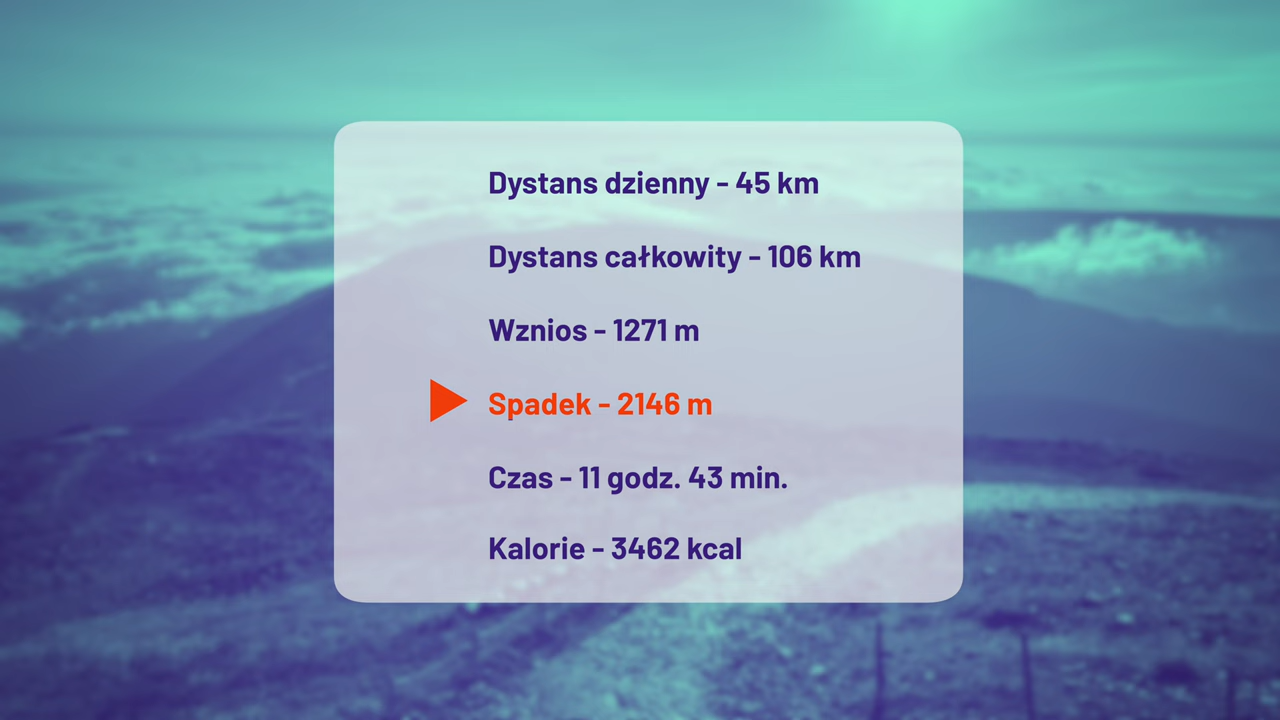 Dystans dzienny - 45 km
Dystans całkowity - 106 km
Wznios - 1271 m
Spadek - 2146 m
Czas - 11 godz. 43 min.
Kalorie - 3462 kcal